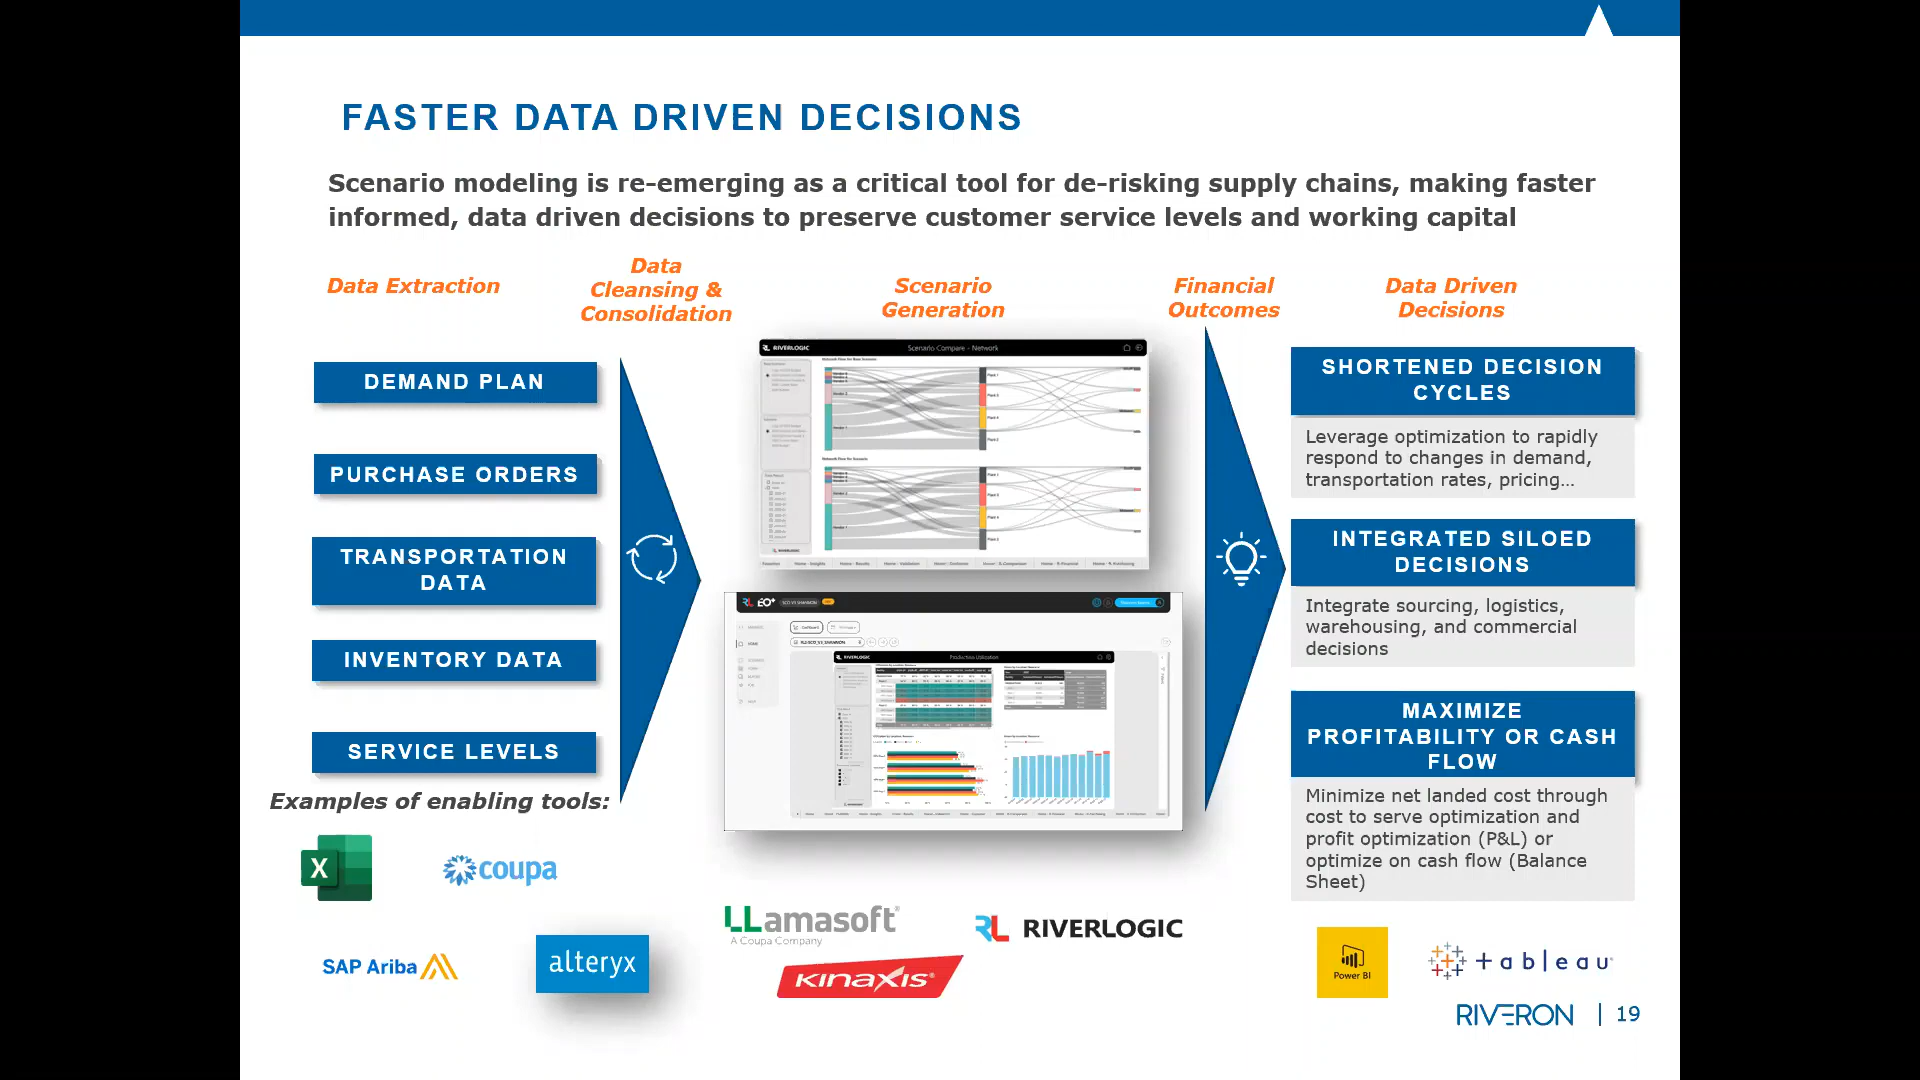 FASTER DATA DRIVEN DECISIONS
Scenario modeling is re-emerging as a critical tool for de-risking supply chains, making faster
informed, data driven decisions to preserve customer service levels and working capital
Data Extraction
Data
Cleansing &
Consolidation
Scenario
Generation
Financial
Outcomes
Data Driven
Decisions
DEMAND PLAN
PURCHASE ORDERS
TRANSPORTATION
DATA
INVENTORY DATA
SERVICE LEVELS
Examples of enabling tools:
X
coupa
SAP Ariba
alteryx
RL RIVERLOGIC
Scenario Compare - Network
RIVERLOGIC
Productive Utilization
LLamasoft®
A Coupa Company
RL RIVERLOGIC
KINAXIS®
SHORTENED DECISION
CYCLES
Leverage optimization to rapidly
respond to changes in demand,
transportation rates, pricing…
INTEGRATED SILOED
DECISIONS
Integrate sourcing, logistics,
warehousing, and commercial
decisions
MAXIMIZE
PROFITABILITY OR CASH
FLOW
Minimize net landed cost through
cost to serve optimization and
profit optimization (P&L) or
optimize on cash flow (Balance
Sheet)
Power BI
+ableau
RIVERON | 19